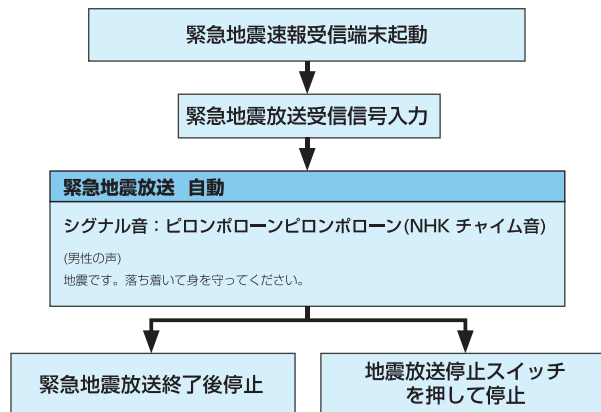 緊急地震速報受信端末起動
緊急地震放送受信信号入力
緊急地震放送 自動
シグナル音：ピロンポローンピロンポローン(NHK チャイム音)
(男性の声)
地震です。落ち着いて身を守ってください。
緊急地震放送終了後停止
地震放送停止スイッチ
を押して停止